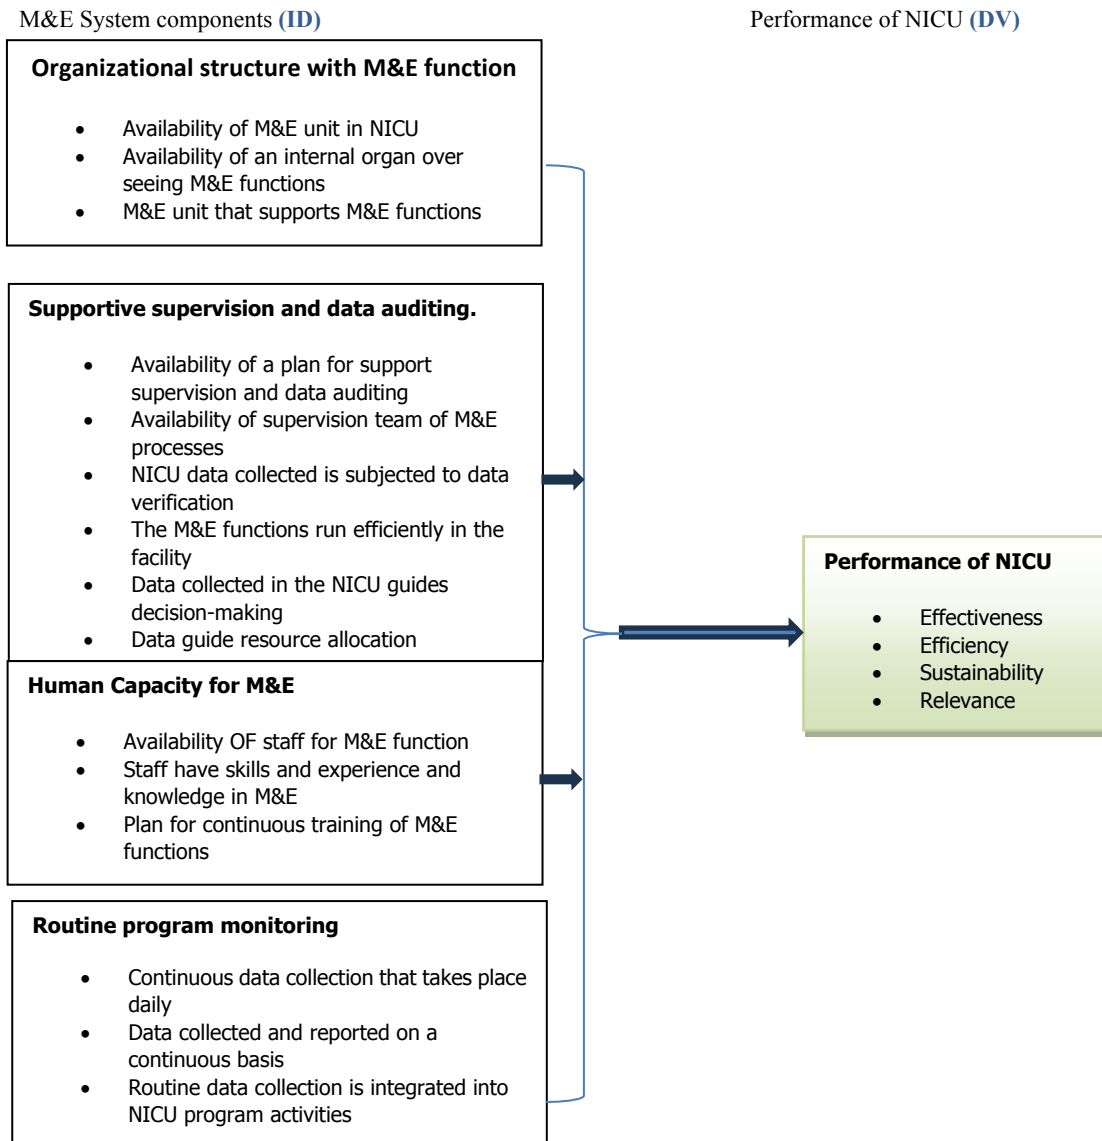 M&E System components (ID)
Performance of NICU (DV)
Organizational structure with M&E function
• Availability of M&E unit in NICU
• Availability of an internal organ over
seeing M&E functions
• M&E unit that supports M&E functions
Supportive supervision and data auditing.
• Availability of a plan for support
supervision and data auditing
• Availability of supervision team of M&E
processes
• NICU data collected is subjected to data
verification
• The M&E functions run efficiently in the
facility
• Data collected in the NICU guides
decision-making
• Data guide resource allocation
Human Capacity for M&E
• Availability OF staff for M&E function
• Staff have skills and experience and
knowledge in M&E
• Plan for continuous training of M&E
functions
Routine program monitoring
• Continuous data collection that takes place
daily
• Data collected and reported on a
continuous basis
• Routine data collection is integrated into
NICU program activities
Performance of NICU
• Effectiveness
• Efficiency
• Sustainability
• Relevance